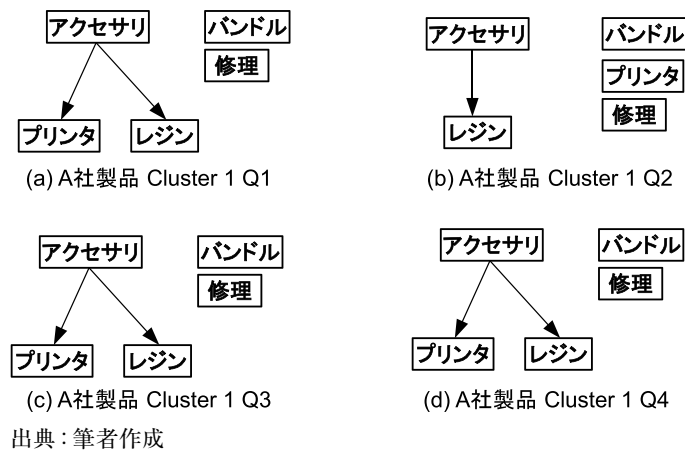 アクセサリ
バンドル
修理
プリンタ
レジン
(a) A社製品 Cluster 1 Q1
アクセサリ
バンドル
プリンタ
修理
レジン
(b) A社製品 Cluster 1 Q2
アクセサリ
バンドル
修理
プリンタ
レジン
(c) A社製品 Cluster 1 Q3
アクセサリ
バンドル
修理
プリンタ
レジン
(d) A社製品 Cluster 1 Q4
出典：筆者作成